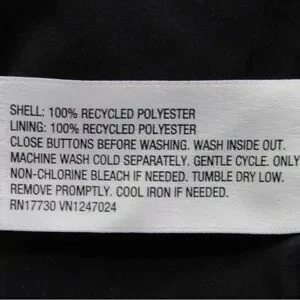 SHELL: 100% RECYCLED POLYESTER
LINING: 100% RECYCLED POLYESTER
CLOSE BUTTONS BEFORE WASHING. WASH INSIDE OUT.
MACHINE WASH COLD SEPARATELY. GENTLE CYCLE. ONLY
NON-CHLORINE BLEACH IF NEEDED. TUMBLE DRY LOW.
REMOVE PROMPTLY. COOL IRON IF NEEDED.
RN17730 VN1247024